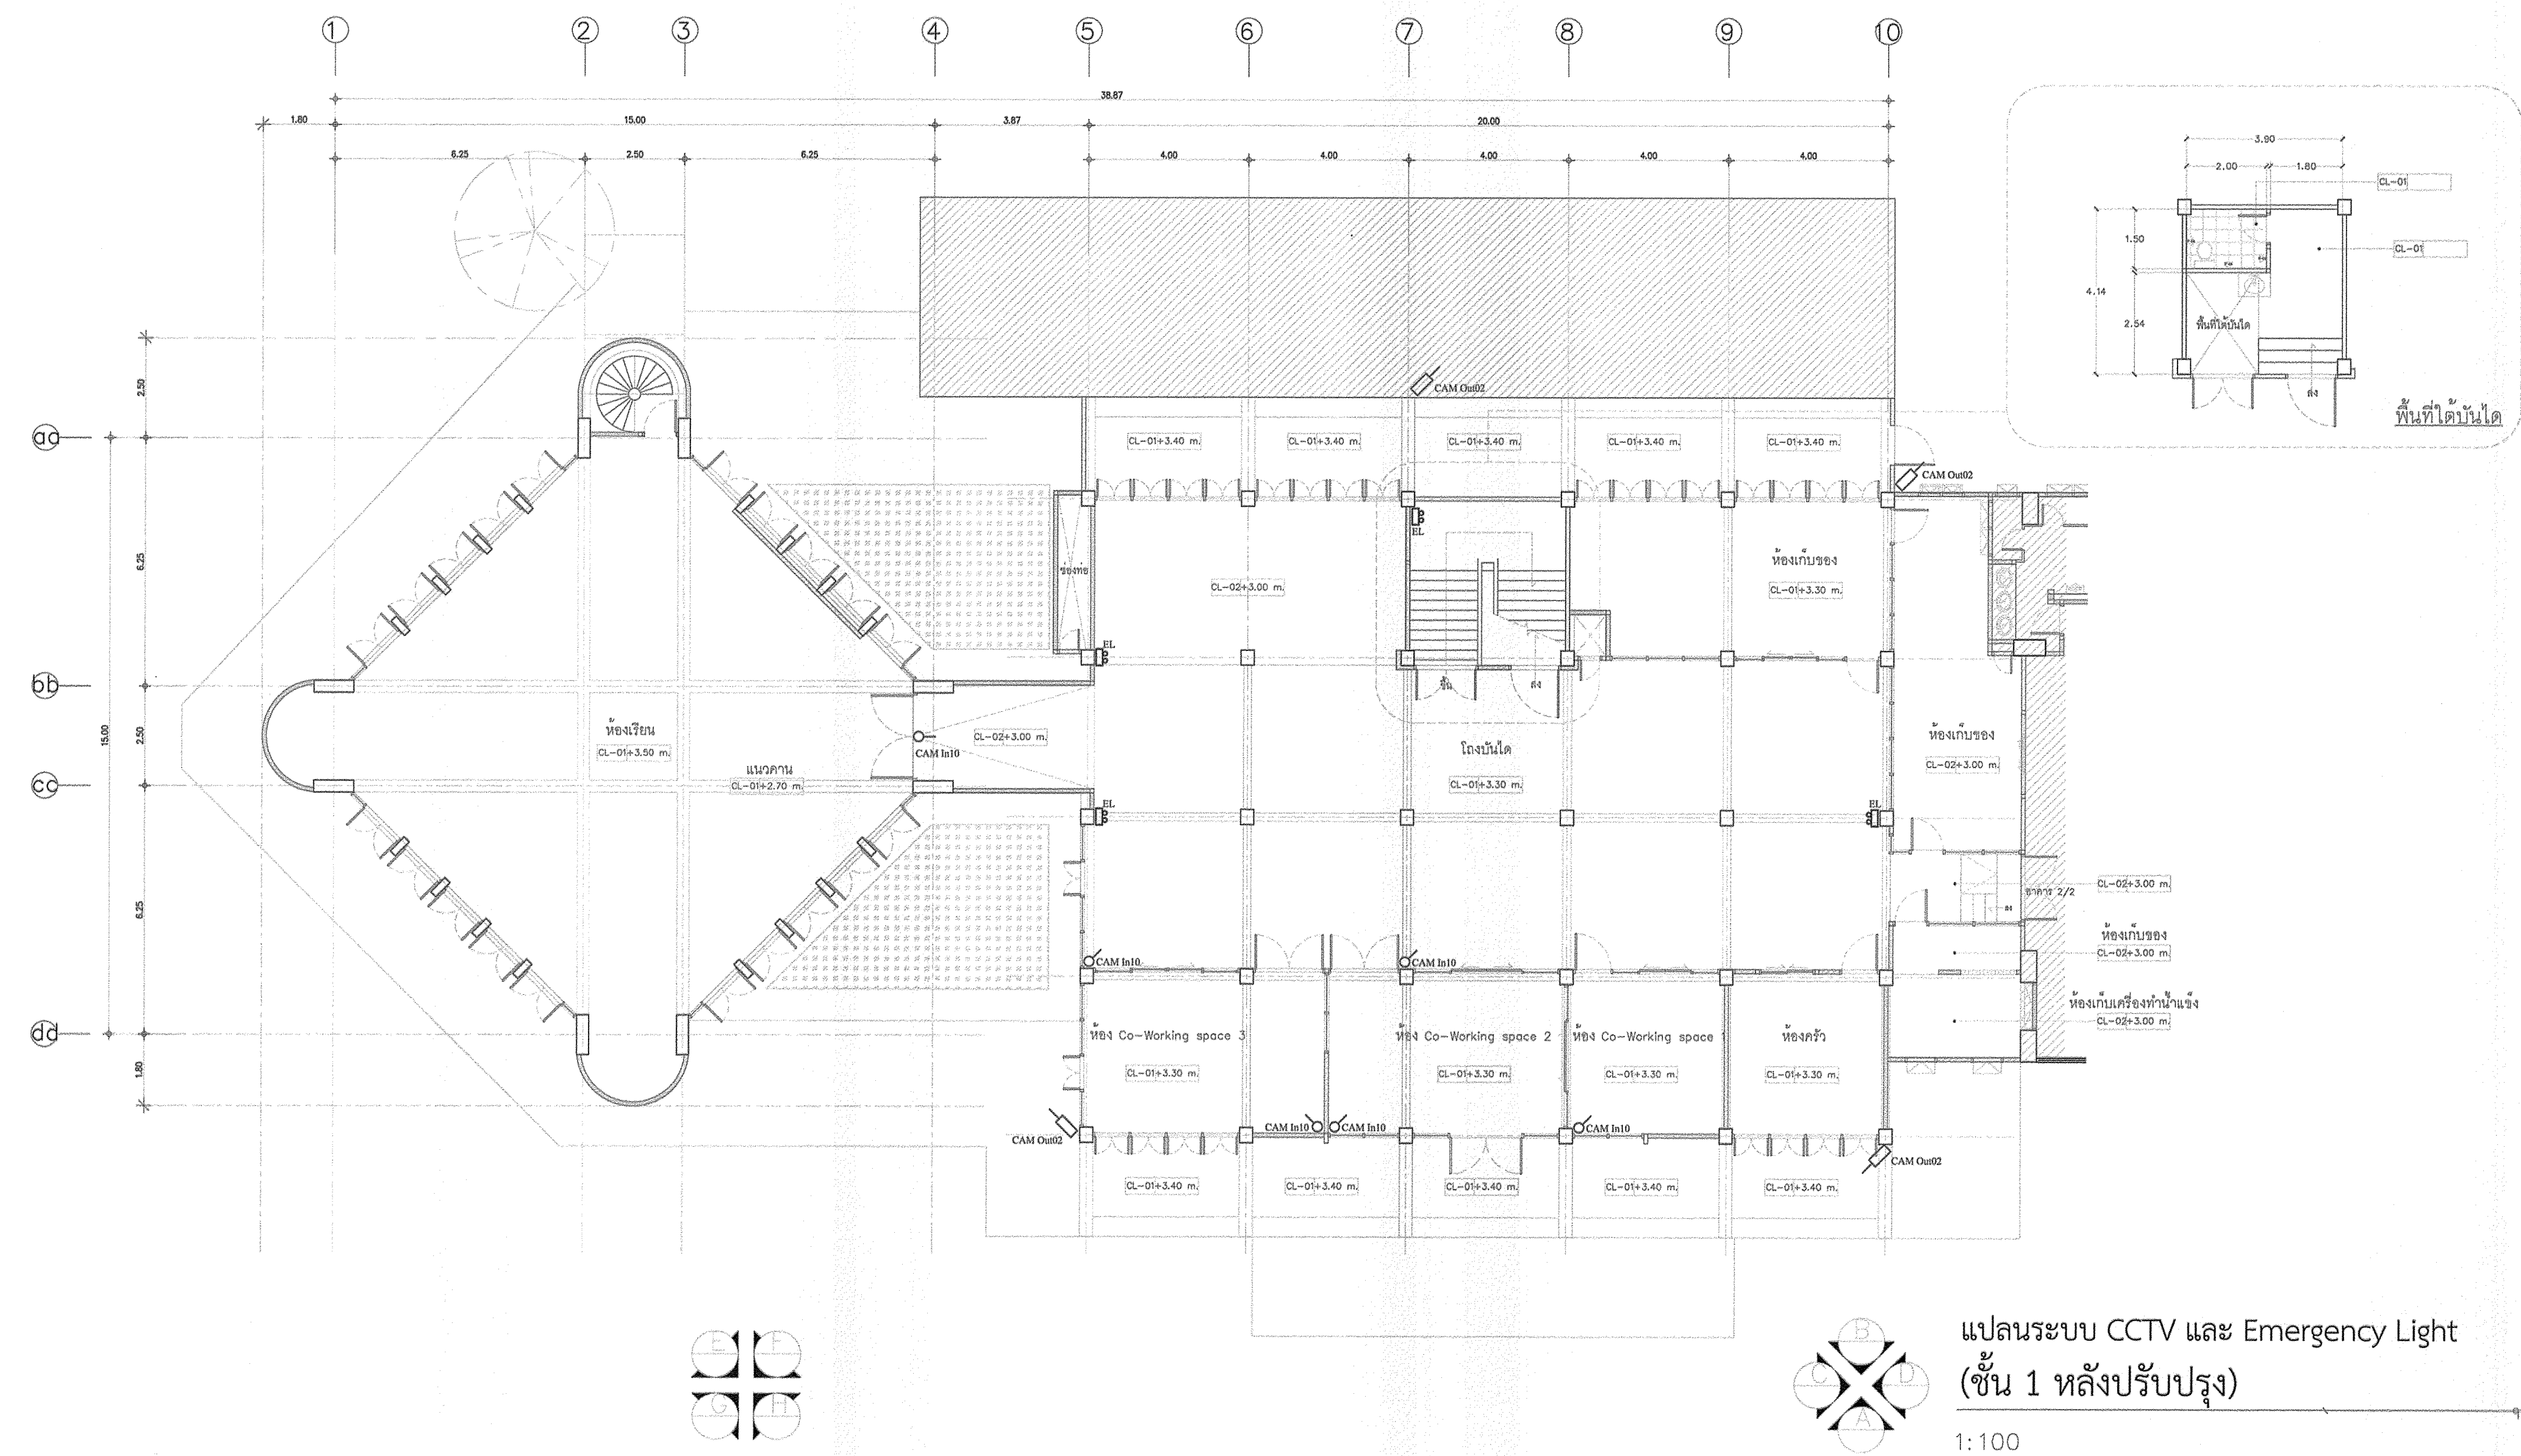 1 2 3 4 5 6 7 8 9 10
38.87
1.80 15.00 3.87 20.00
6.25 2.50 6.25 4.00 4.00 4.00 4.00 4.00
3.90
2.00 1.80
CL-01
1.50
CL-01
4.14
2.54
พื้นที่ใต้บันได
ลง
พื้นที่ใต้บันได
2.50
CAM Out02
aa
CL-01+3.40 m. CL-01+3.40 m. CL-01+3.40 m. CL-01+3.40 m. CL-01+3.40 m.
CAM Out02
EL
6.25
ช่องท่อ
CL-02+3.00 m.
ห้องเก็บของ
CL-01+3.30 m.
EL
bb
ขึ้น ลง
15.00
2.50
ห้องเรียน
CL-01+3.50 m.
CAM In10
CL-02+3.00 m.
โถงบันได
CL-01+3.30 m.
ห้องเก็บของ
CL-02+3.00 m.
แนวคาน
CL-01+2.70 m.
cc
EL
EL
6.25
CL-02+3.00 m.
อาคาร 2/2
ลง
ห้องเก็บของ
CL-02+3.00 m.
CAM In10 CAM In10
ห้องเก็บเครื่องทำน้ำแข็ง
CL-02+3.00 m.
dd
ห้อง Co-Working space 3 ห้อง Co-Working space 2 ห้อง Co-Working space 1 ห้องครัว
CL-01+3.30 m. CL-01+3.30 m. CL-01+3.30 m. CL-01+3.30 m.
1.80
CAM Out02 CAM In10 CAM In10 CAM In10
CAM Out02
CL-01+3.40 m. CL-01+3.40 m. CL-01+3.40 m. CL-01+3.40 m. CL-01+3.40 m.
E F
G H
B
C D
A
แปลนระบบ CCTV และ Emergency Light
(ชั้น 1 หลังปรับปรุง)
1:100